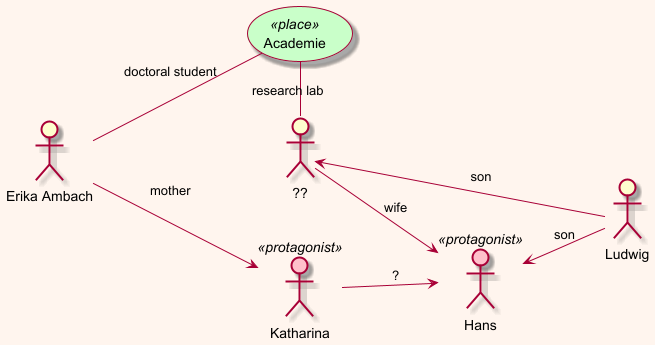 «place»
Academie
doctoral student
research lab
Erika Ambach
??
mother
son
wife
son
Ludwig
«protagonist»
«protagonist»
?
Katharina
Hans